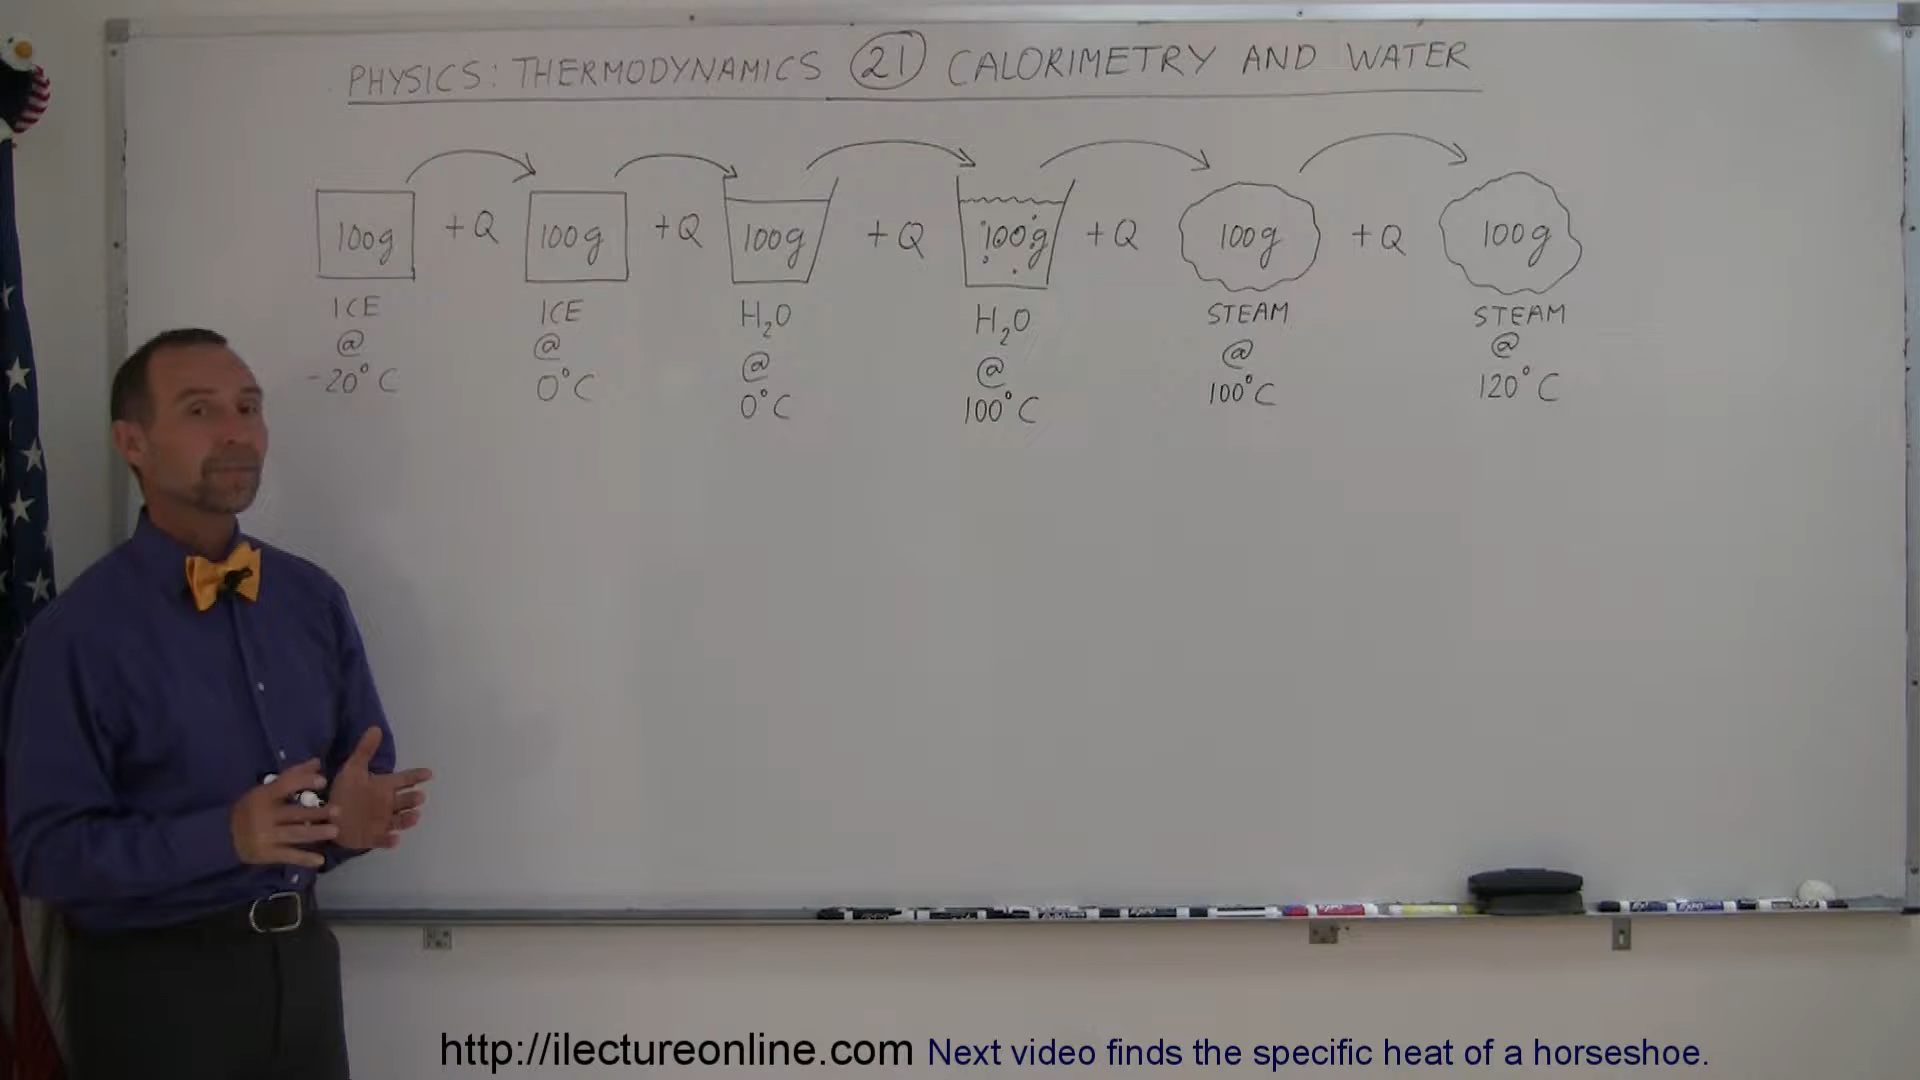 PHYSICS: THERMODYNAMICS 21 CALORIMETRY AND WATER
100g +Q 100g +Q 100g +Q 100g +Q 100g +Q 100g
ICE ICE H₂O H₂O STEAM STEAM
@ @ @ @ @ @
-20°C 0°C 0°C 100°C 100°C 120°C
http://ilectureonline.com Next video finds the specific heat of a horseshoe.